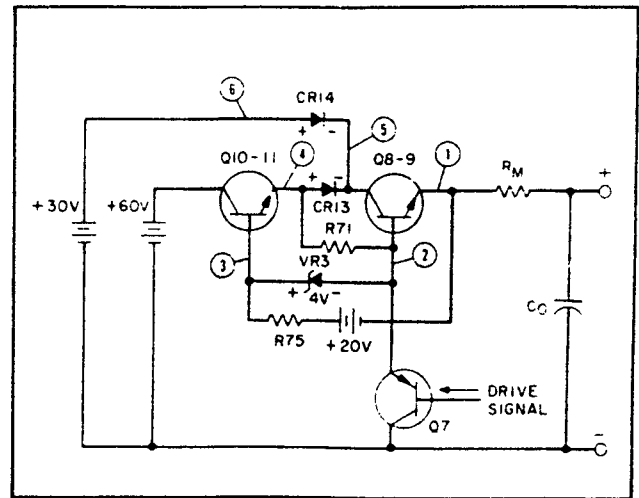 6
CR14
+ -
5
Q10-11
4
Q8-9
1
+ -
CR13
RM
+
+30V
+60V
R71
3
VR3
2
+ 4V -
R75
+20V
CO
DRIVE
SIGNAL
Q7
-